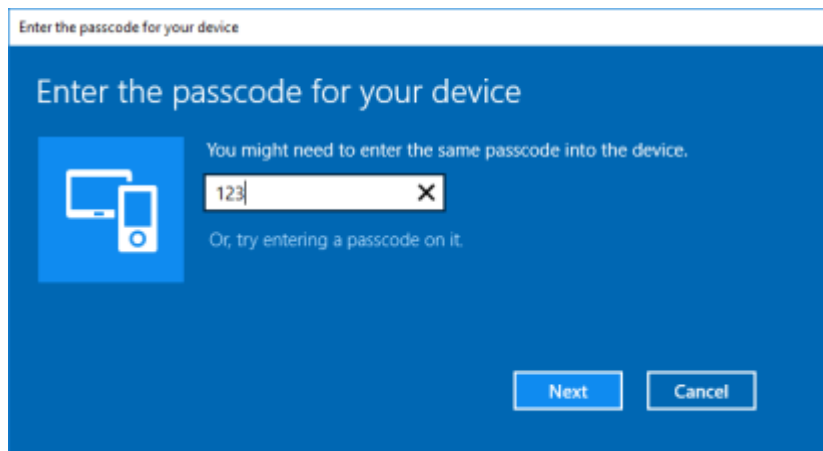 Enter the passcode for your device
Enter the passcode for your device
You might need to enter the same passcode into the device.
123
Or, try entering a passcode on it.
Next Cancel